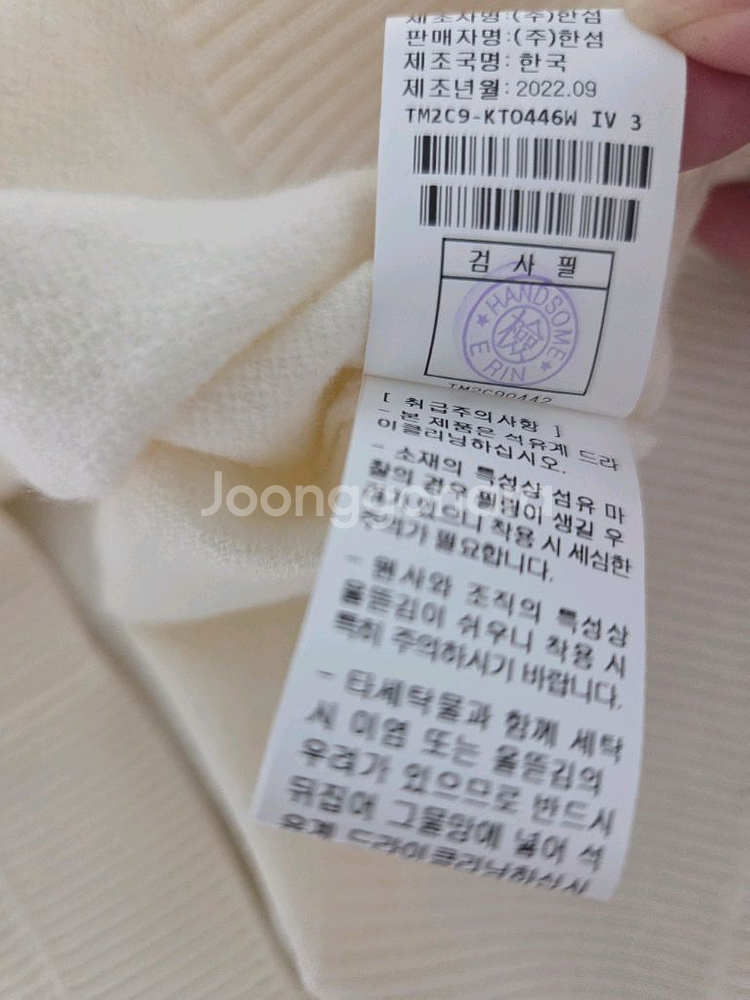 제조자명:(주)한섬
판매자명:(주)한섬
제조국명:한국
제조년월:2022.09
TM2C9-KTO446W IV 3
검 사 필
HANDSOME
檢
E RIN
TM2C90442
[ 취급주의사항 ]
- 본 제품은 석유계 드라
이클리닝하십시오.
- 소재의 특성상 섬유 마
찰의 경우 필링이 생길 우
려가 있으니 착용 시 세심한
주의가 필요합니다.
- 원사와 조직의 특성상
올뜯김이 쉬우니 착용 시
특히 주의하시기 바랍니다.
- 타세탁물과 함께 세탁
시 이염 또는 올뜯김의
우려가 있으므로 반드시
뒤집어 그물망에 넣어 석
유계 드라이클리닝하십시
Joonggonara